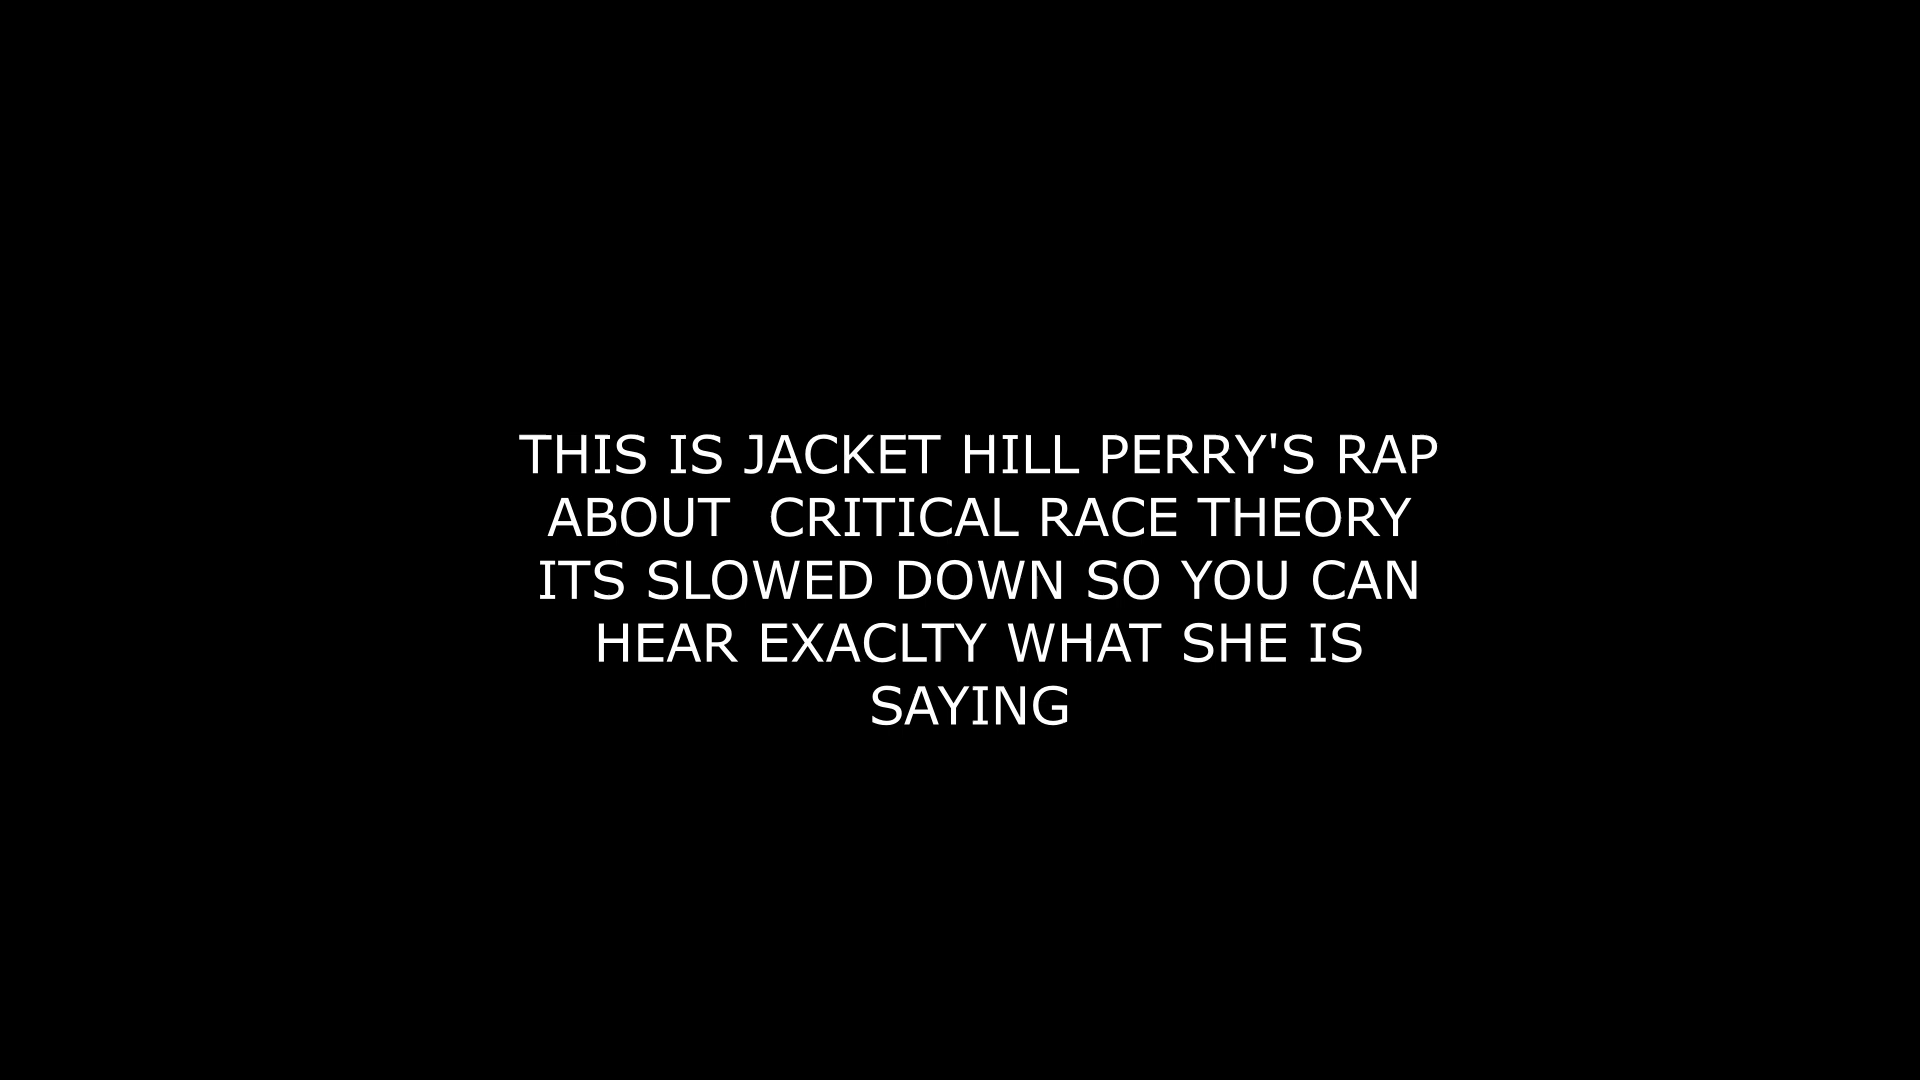 THIS IS JACKET HILL PERRY'S RAP
ABOUT  CRITICAL RACE THEORY
ITS SLOWED DOWN SO YOU CAN
HEAR EXACLTY WHAT SHE IS
SAYING